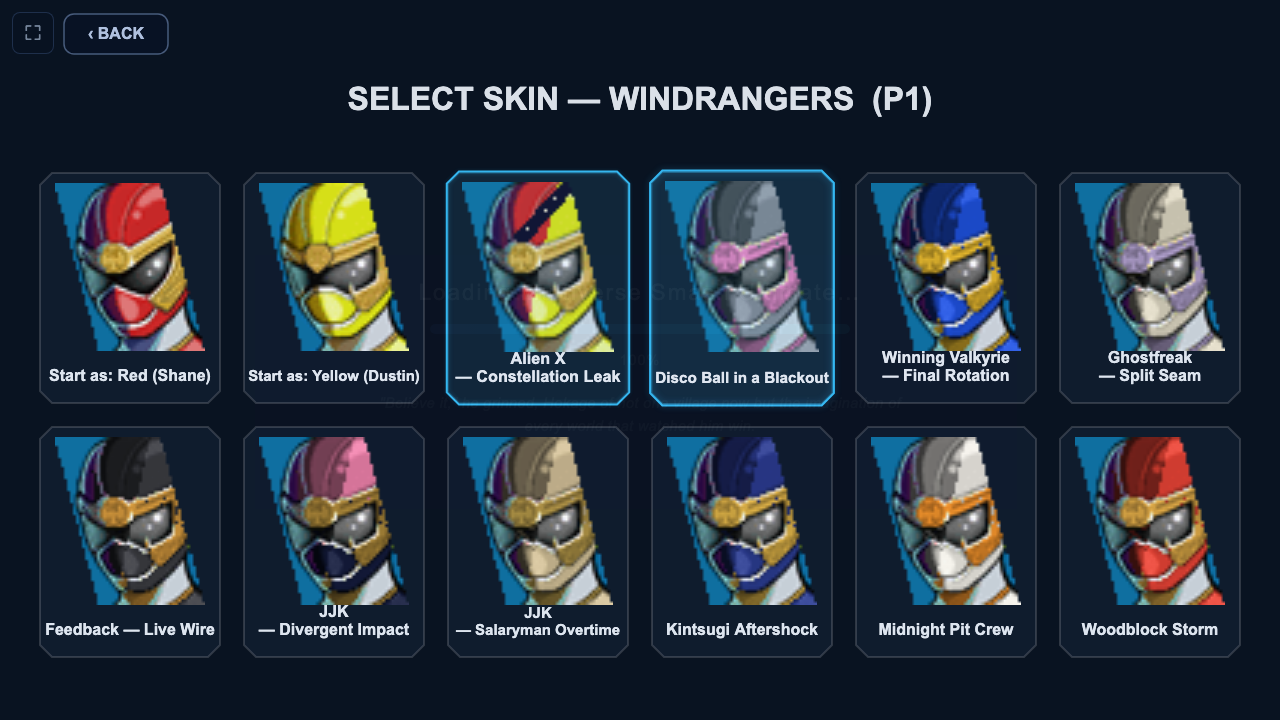 ‹ BACK
SELECT SKIN — WINDRANGERS (P1)
Start as: Red (Shane)
Start as: Yellow (Dustin)
Alien X
— Constellation Leak
Disco Ball in a Blackout
Winning Valkyrie
— Final Rotation
Ghostfreak
— Split Seam
Feedback — Live Wire
JJK
— Divergent Impact
JJK
— Salaryman Overtime
Kintsugi Aftershock
Midnight Pit Crew
Woodblock Storm